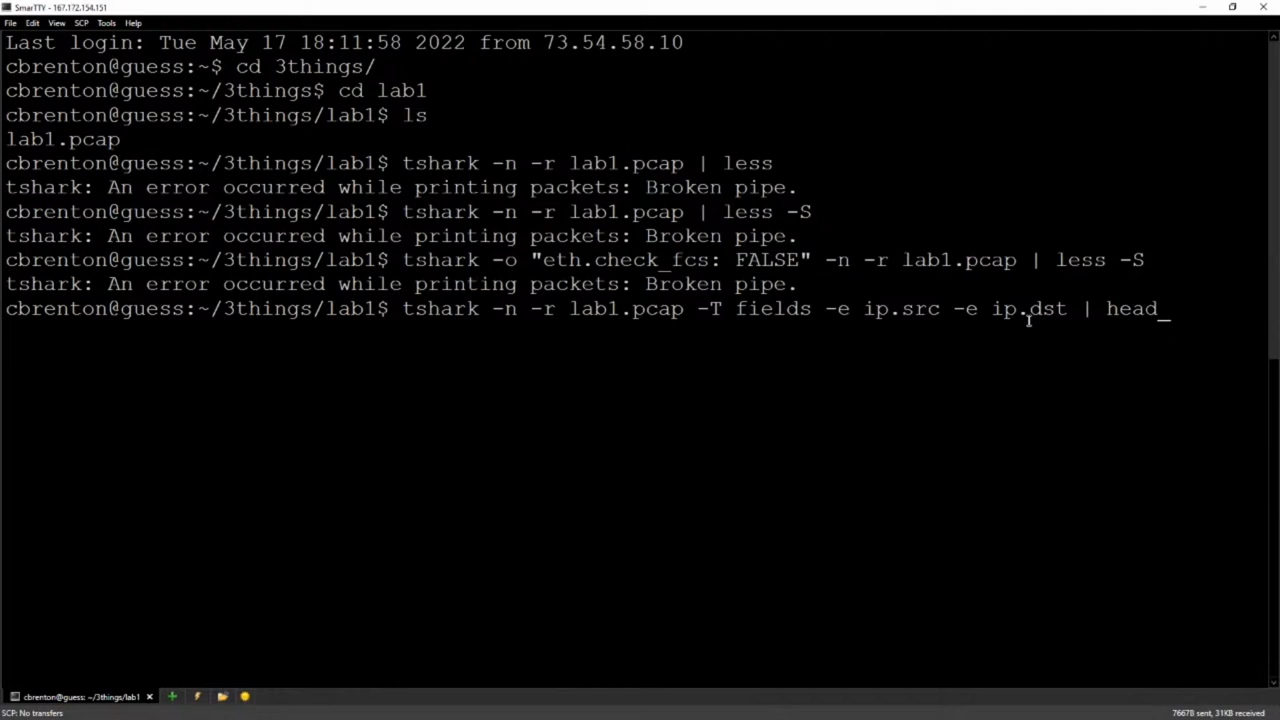 SmarTTY - 167.172.154.151
File Edit View SCP Tools Help
Last login: Tue May 17 18:11:58 2022 from 73.54.58.10
cbrenton@guess:~$ cd 3things/
cbrenton@guess:~/3things$ cd lab1
cbrenton@guess:~/3things/lab1$ ls
lab1.pcap
cbrenton@guess:~/3things/lab1$ tshark -n -r lab1.pcap | less
tshark: An error occurred while printing packets: Broken pipe.
cbrenton@guess:~/3things/lab1$ tshark -n -r lab1.pcap | less -S
tshark: An error occurred while printing packets: Broken pipe.
cbrenton@guess:~/3things/lab1$ tshark -o "eth.check_fcs: FALSE" -n -r lab1.pcap | less -S
tshark: An error occurred while printing packets: Broken pipe.
cbrenton@guess:~/3things/lab1$ tshark -n -r lab1.pcap -T fields -e ip.src -e ip.dst | head_
cbrenton@guess: ~/3things/lab1
SCP: No transfers
7667B sent, 31KB received